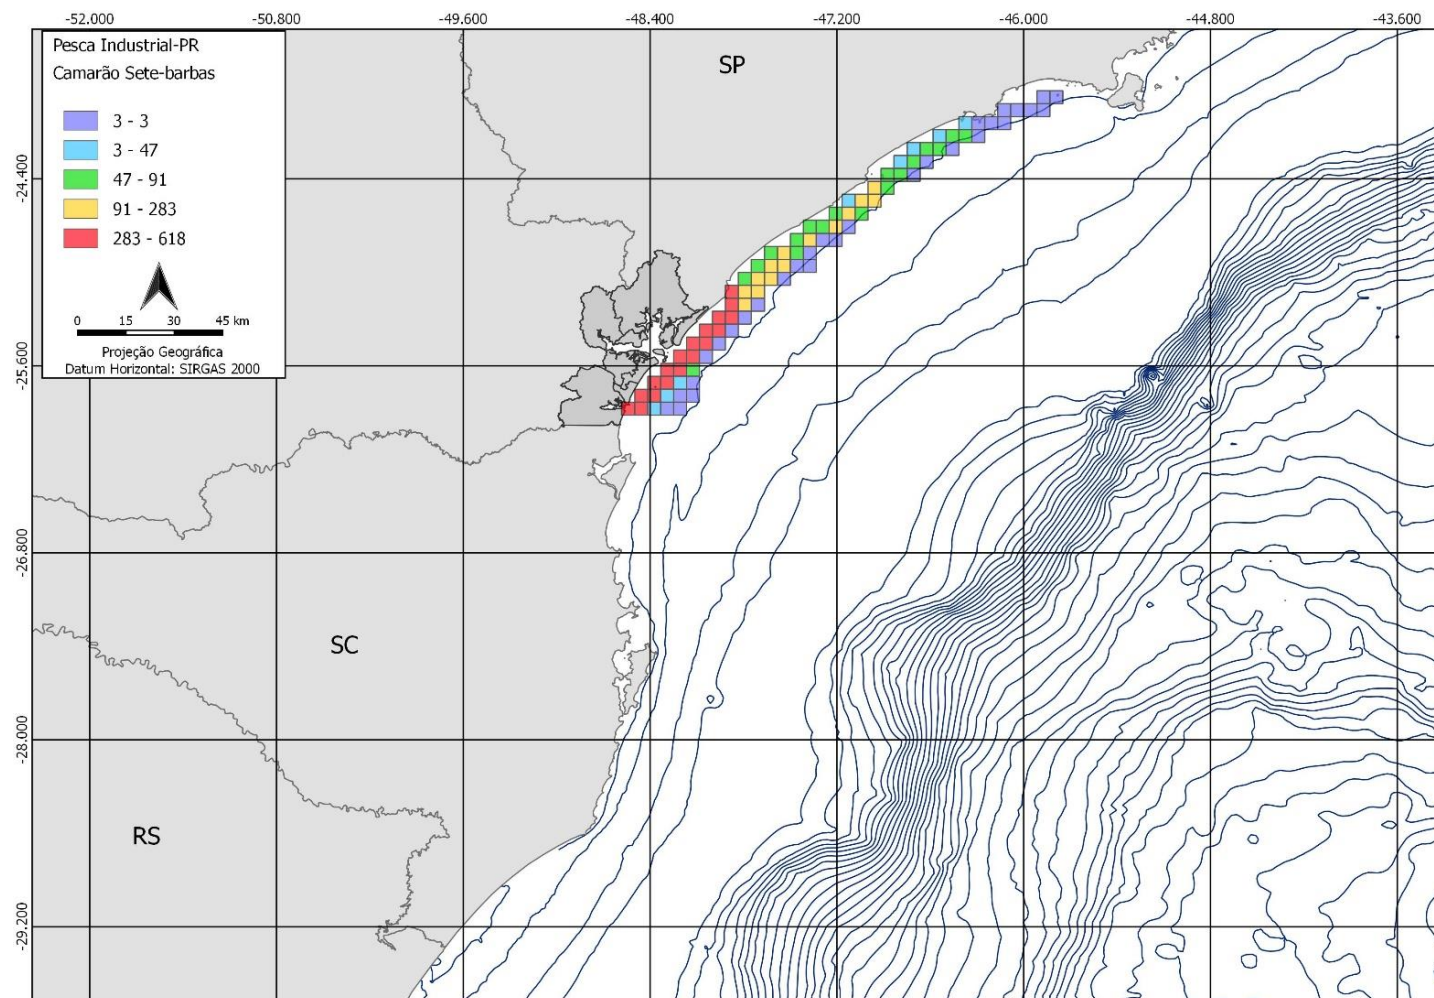 -52.000 -50.800 -49.600 -48.400 -47.200 -46.000 -44.800 -43.600
Pesca Industrial-PR
Camarão Sete-barbas
3 - 3
3 - 47
47 - 91
91 - 283
283 - 618
0 15 30 45 km
Projeção Geográfica
Datum Horizontal: SIRGAS 2000
SP
SC
RS
-24.400
-25.600
-26.800
-28.000
-29.200